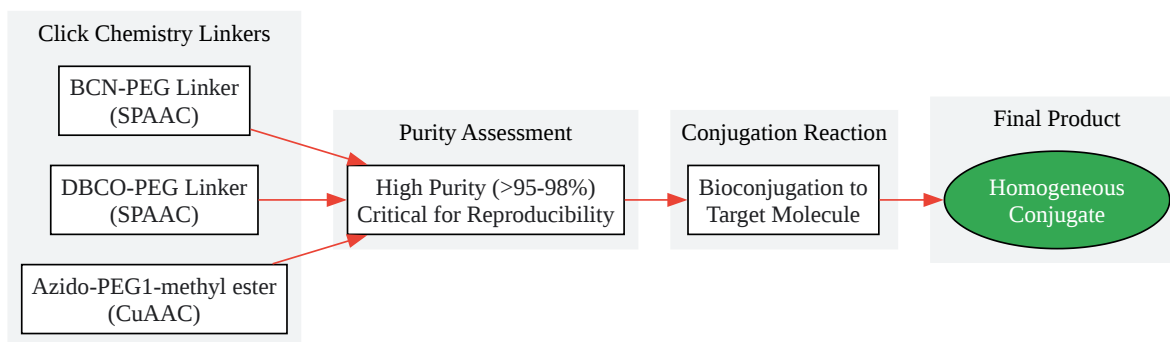 Click Chemistry Linkers
BCN-PEG Linker
(SPAAC)
DBCO-PEG Linker
(SPAAC)
Azido-PEG1-methyl ester
(CuAAC)
Purity Assessment
High Purity (>95-98%)
Critical for Reproducibility
Conjugation Reaction
Bioconjugation to
Target Molecule
Final Product
Homogeneous
Conjugate